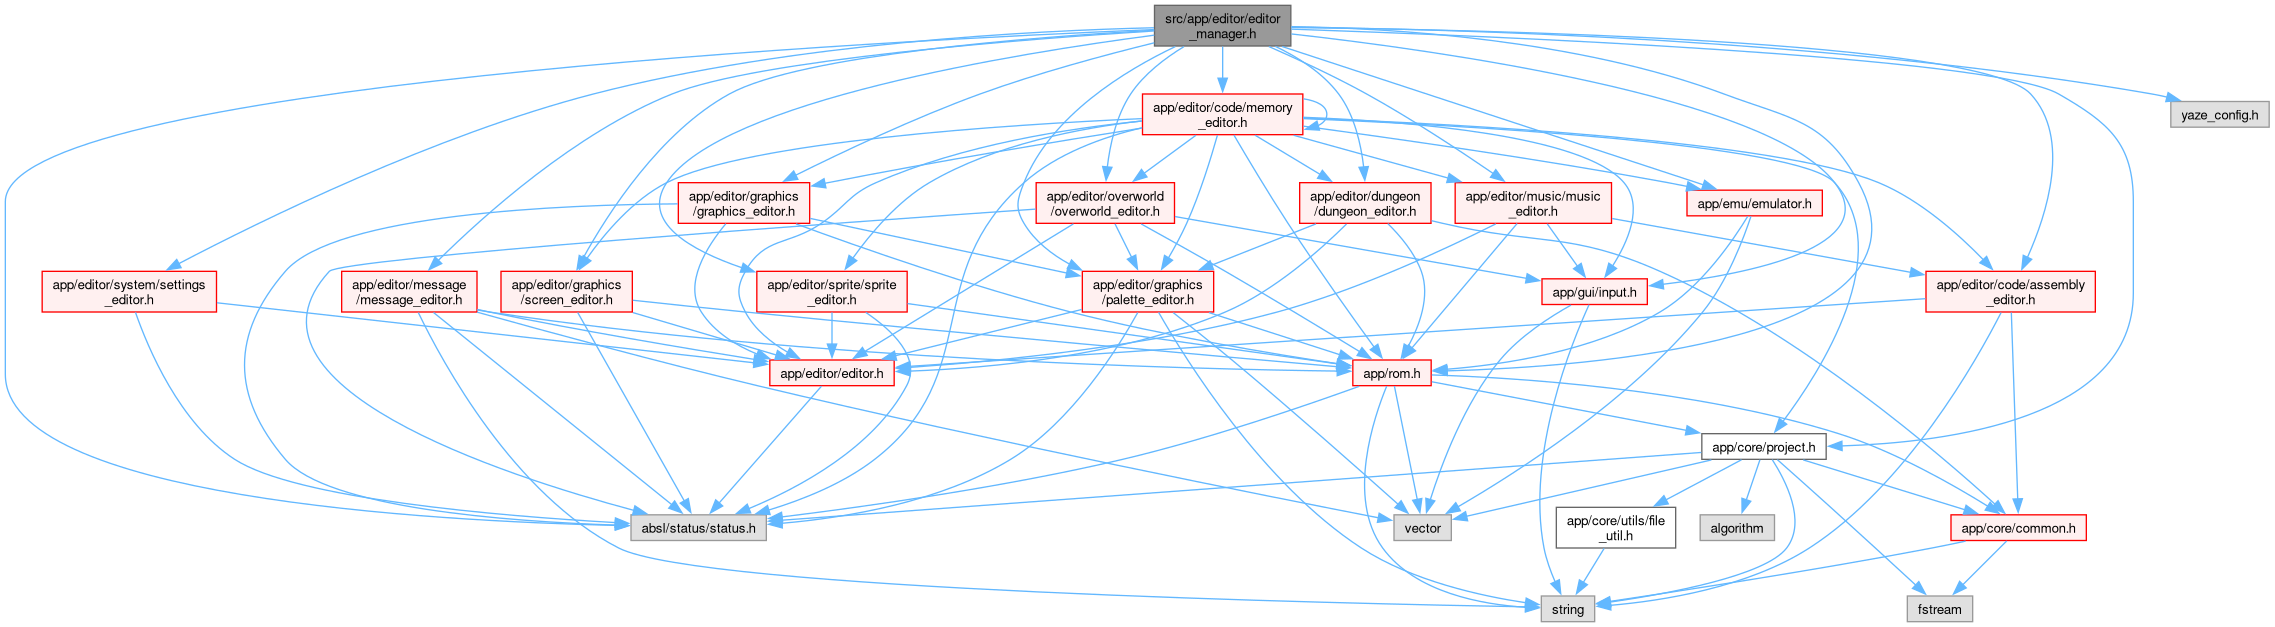 src/app/editor/editor
_manager.h
app/editor/code/memory
_editor.h
yaze_config.h
app/editor/graphics
/graphics_editor.h
app/editor/overworld
/overworld_editor.h
app/editor/dungeon
/dungeon_editor.h
app/editor/music/music
_editor.h
app/emu/emulator.h
app/editor/system/settings
_editor.h
app/editor/message
/message_editor.h
app/editor/graphics
/screen_editor.h
app/editor/sprite/sprite
_editor.h
app/editor/graphics
/palette_editor.h
app/gui/input.h
app/editor/code/assembly
_editor.h
app/editor/editor.h
app/rom.h
app/core/project.h
absl/status/status.h
vector
app/core/utils/file
_util.h
algorithm
app/core/common.h
string
fstream